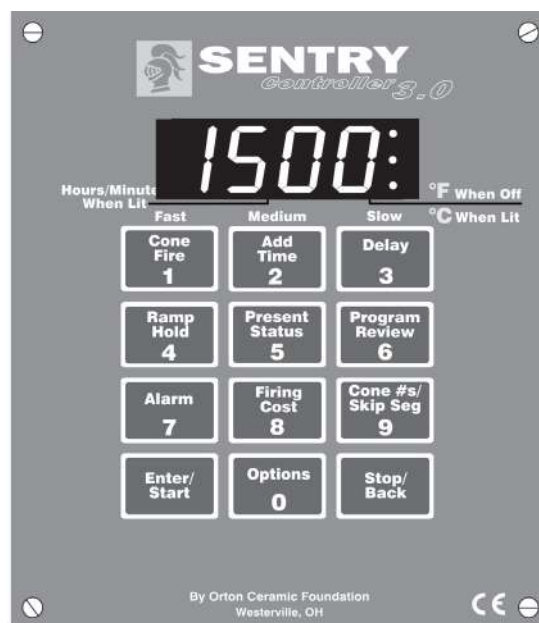 SENTRY
Controller 3.0
1500
Hours/Minute
When Lit
°F When Off
°C When Lit
Fast Medium Slow
Cone
Fire
1
Add
Time
2
Delay
3
Ramp
Hold
4
Present
Status
5
Program
Review
6
Alarm
7
Firing
Cost
8
Cone #s/
Skip Seg
9
Enter/
Start
Options
0
Stop/
Back
By Orton Ceramic Foundation
Westerville, OH
CE